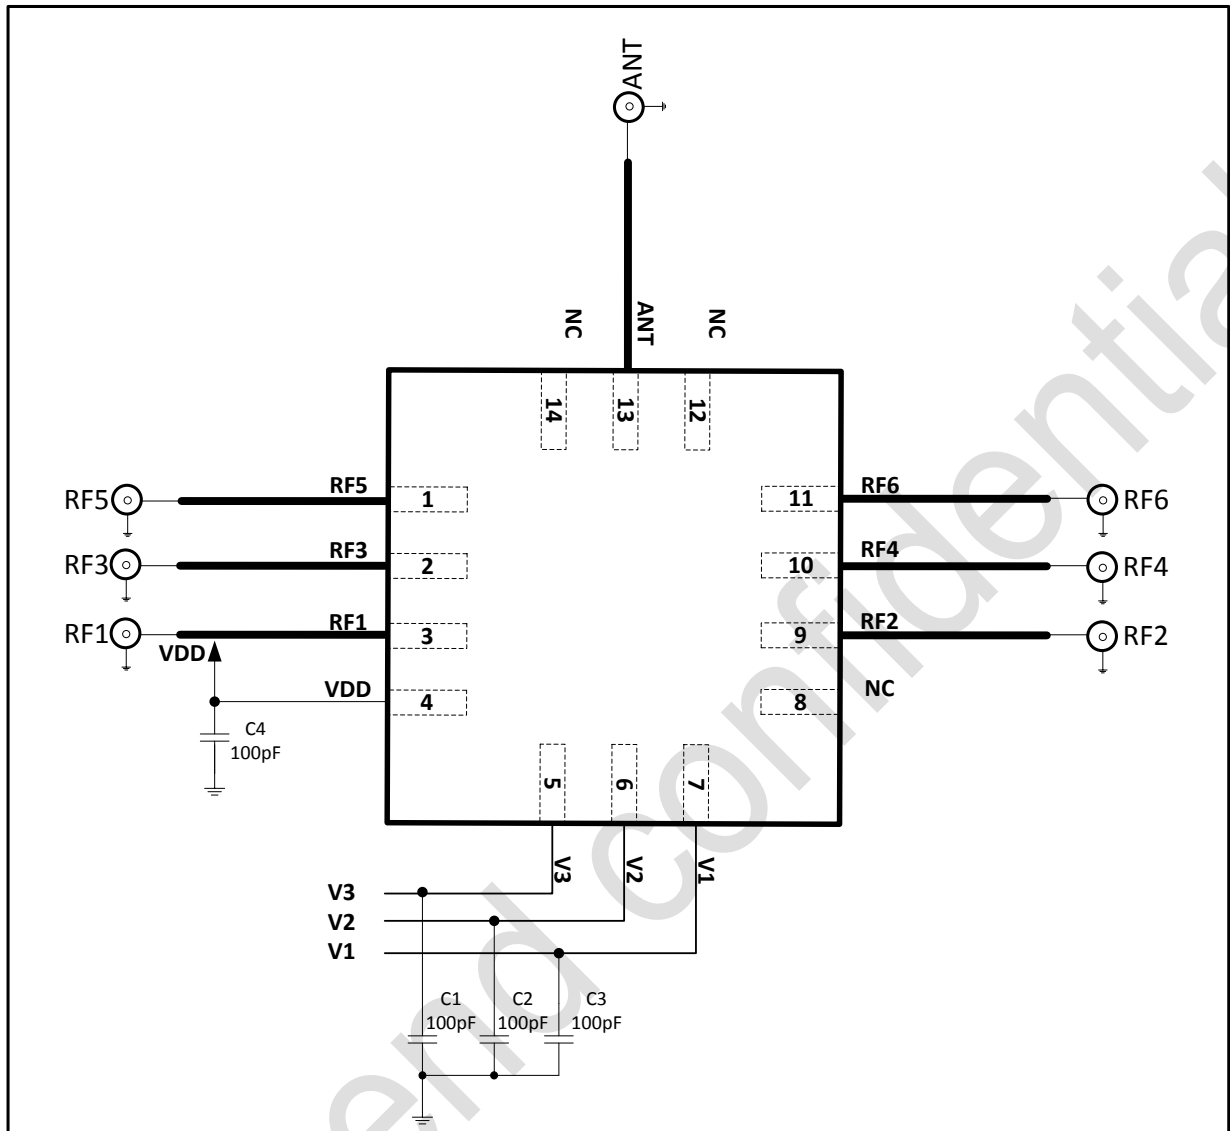 ANT
NC
ANT
NC
14
13
12
RF5
RF5
1
11
RF6
RF6
RF3
RF3
2
10
RF4
RF4
RF1
RF1
3
9
RF2
RF2
VDD
VDD
4
8
NC
C4
100pF
5
6
7
V3
V2
V1
V3
V2
V1
C1
100pF
C2
100pF
C3
100pF
end confidential